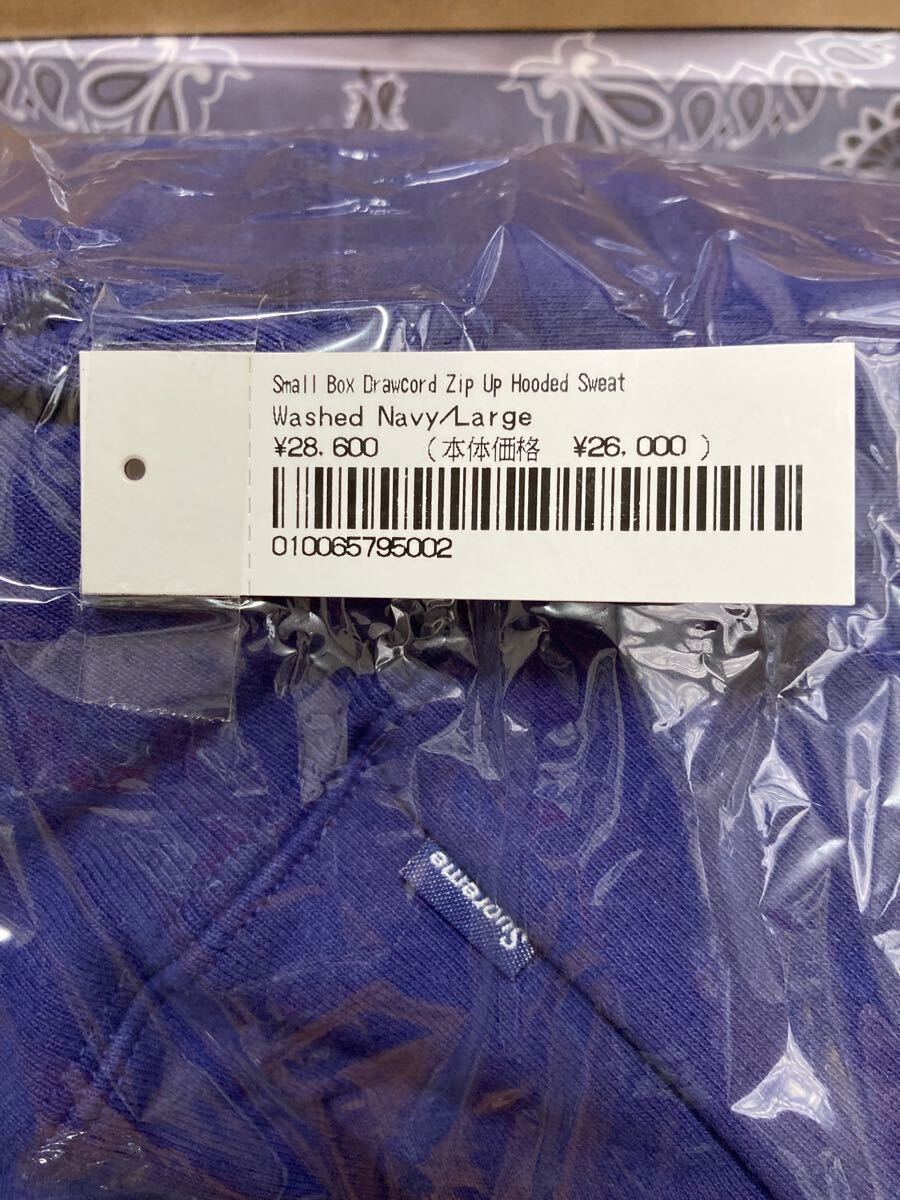 Small Box Drawcord Zip Up Hooded Sweat
Washed Navy/Large
¥28,600 (本体価格 ¥26,000)
010065795002
Supreme